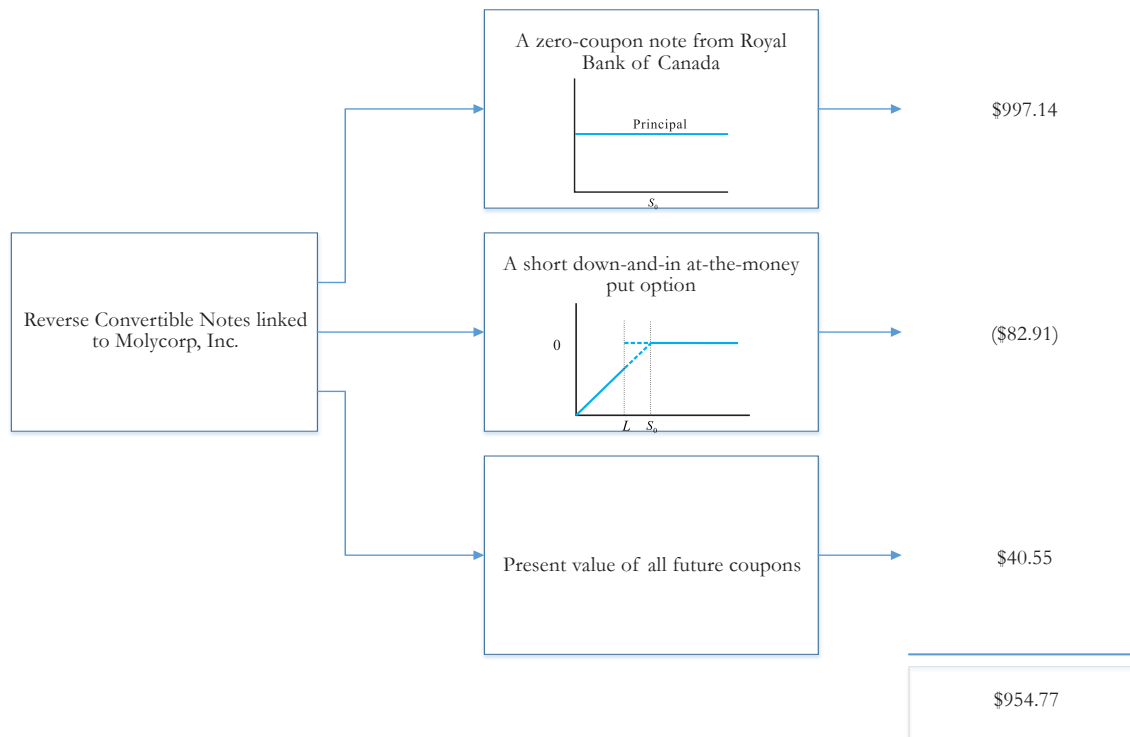 A zero-coupon note from Royal
Bank of Canada
Principal
S₀
$997.14
Reverse Convertible Notes linked
to Molycorp, Inc.
A short down-and-in at-the-money
put option
0
L S₀
($82.91)
Present value of all future coupons
$40.55
$954.77